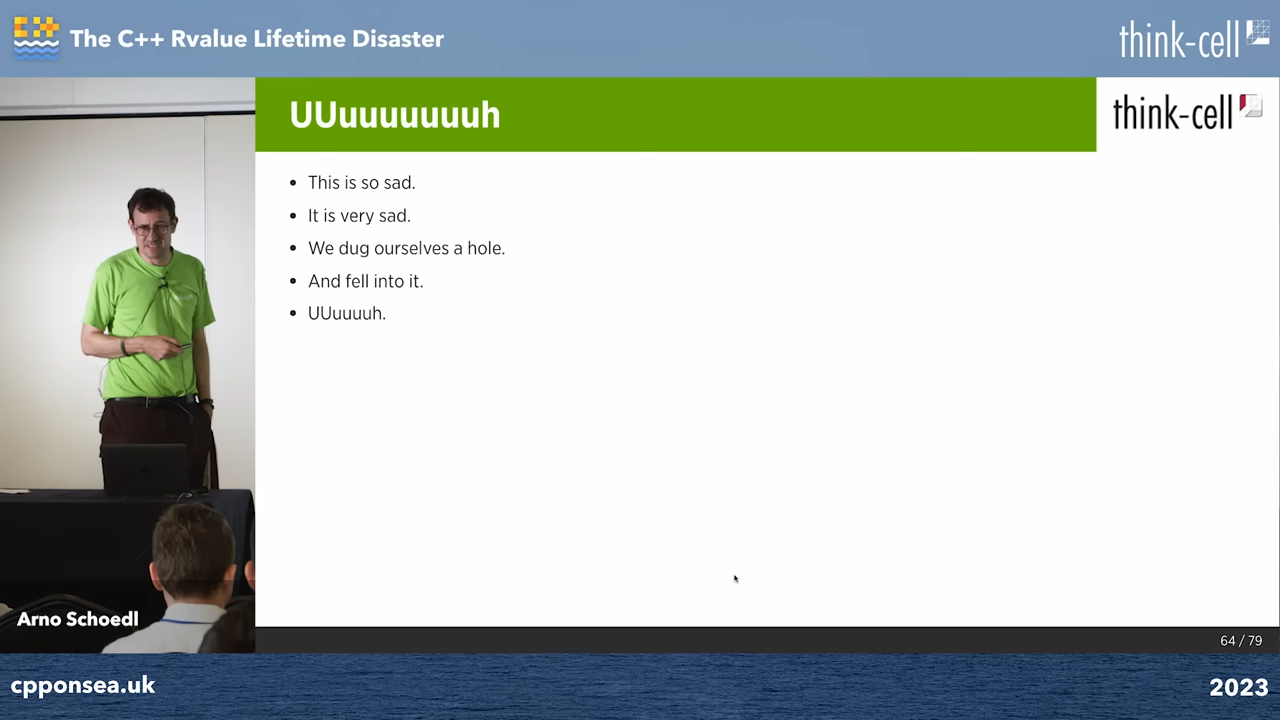 The C++ Rvalue Lifetime Disaster
think-cell
UUuuuuuuuh
think-cell
• This is so sad.
• It is very sad.
• We dug ourselves a hole.
• And fell into it.
• UUuuuuh.
Arno Schoedl
64 / 79
cpponsea.uk
2023